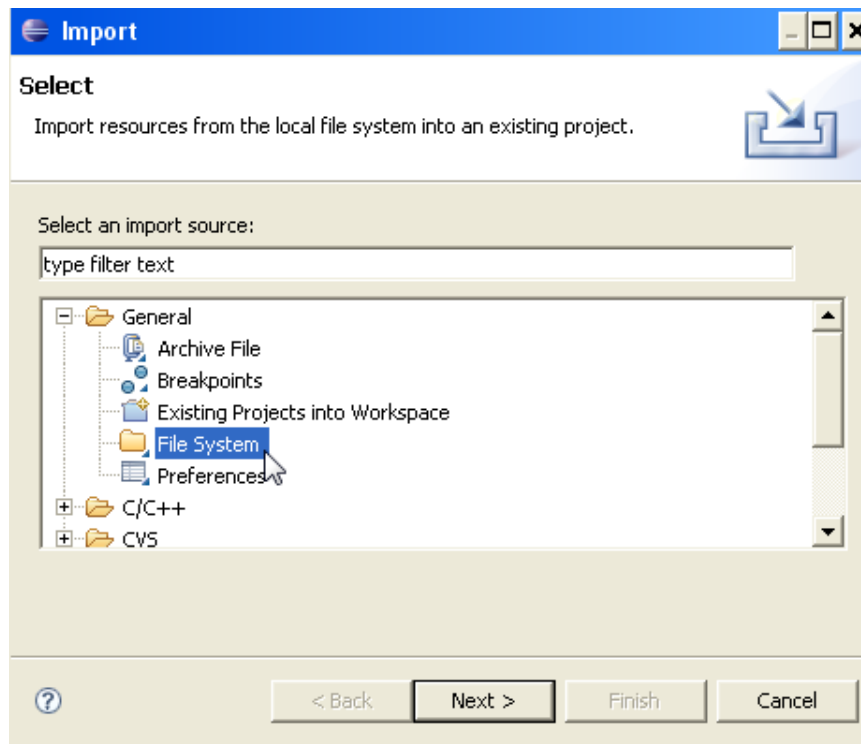 Import
Select
Import resources from the local file system into an existing project.
Select an import source:
type filter text
General
Archive File
Breakpoints
Existing Projects into Workspace
File System
Preferences
C/C++
CVS
< Back Next > Finish Cancel